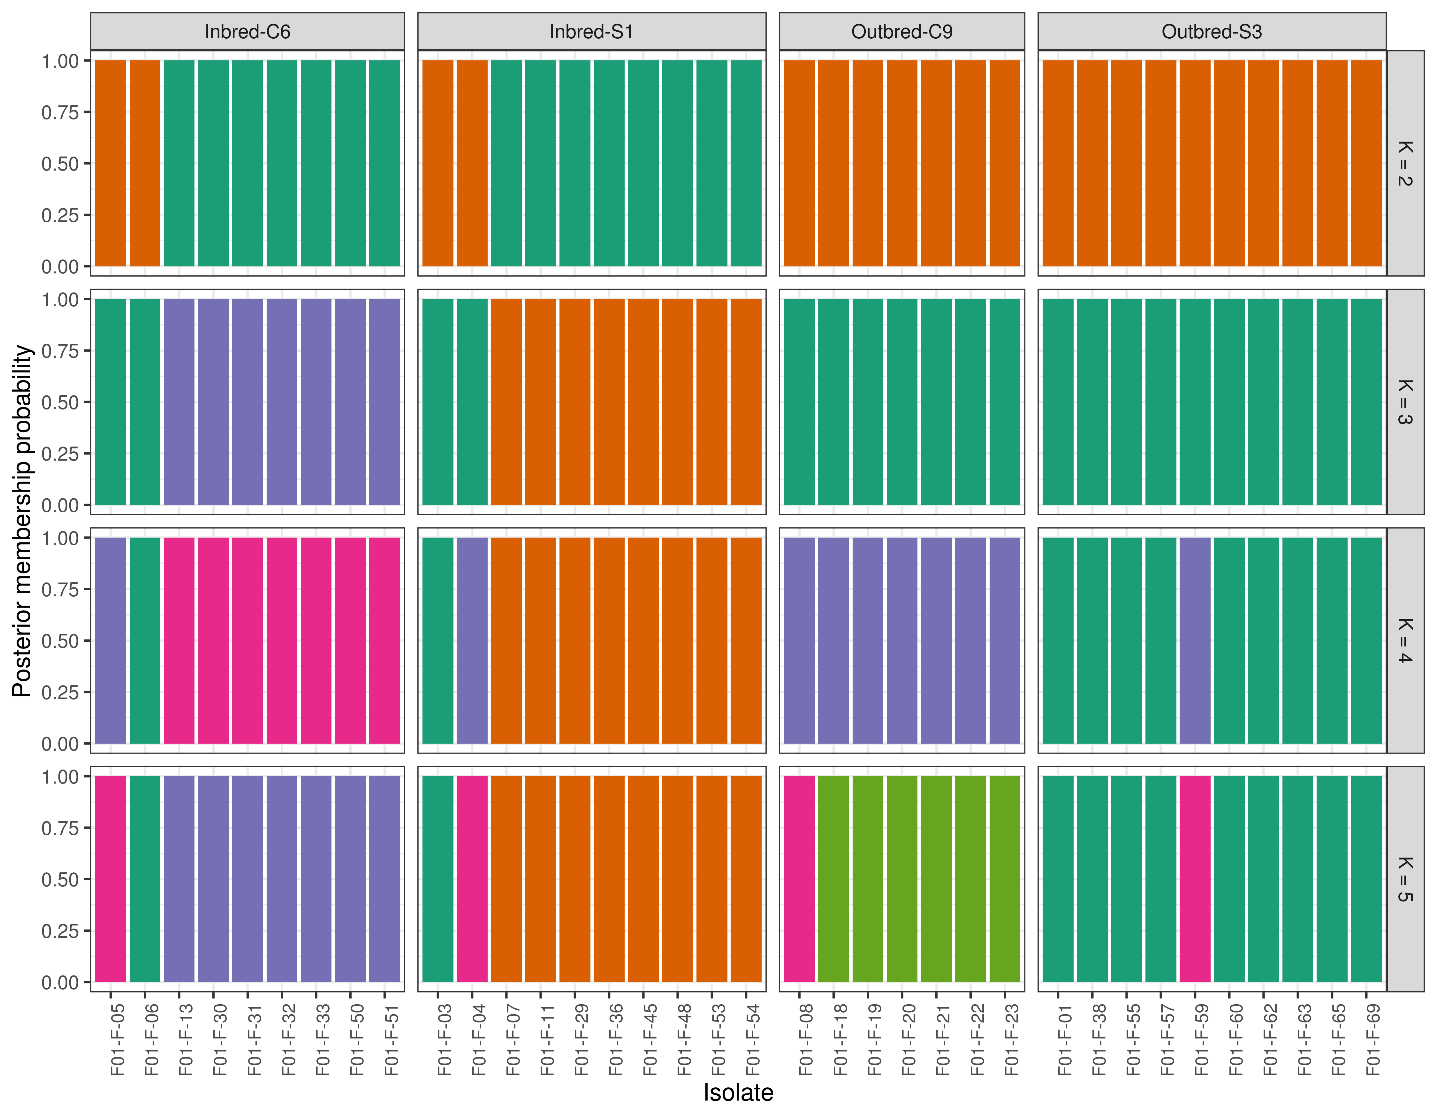 Inbred-C6 Inbred-S1 Outbred-C9 Outbred-S3
1.00
0.75
0.50
0.25
0.00
K = 2
1.00
0.75
0.50
0.25
0.00
K = 3
1.00
0.75
0.50
0.25
0.00
K = 4
1.00
0.75
0.50
0.25
0.00
K = 5
Posterior membership probability
F01-F-05
F01-F-06
F01-F-13
F01-F-30
F01-F-31
F01-F-32
F01-F-33
F01-F-50
F01-F-51
F01-F-03
F01-F-04
F01-F-07
F01-F-11
F01-F-29
F01-F-36
F01-F-45
F01-F-48
F01-F-53
F01-F-54
F01-F-08
F01-F-18
F01-F-19
F01-F-20
F01-F-21
F01-F-22
F01-F-23
F01-F-01
F01-F-38
F01-F-55
F01-F-57
F01-F-59
F01-F-60
F01-F-62
F01-F-63
F01-F-65
F01-F-69
Isolate